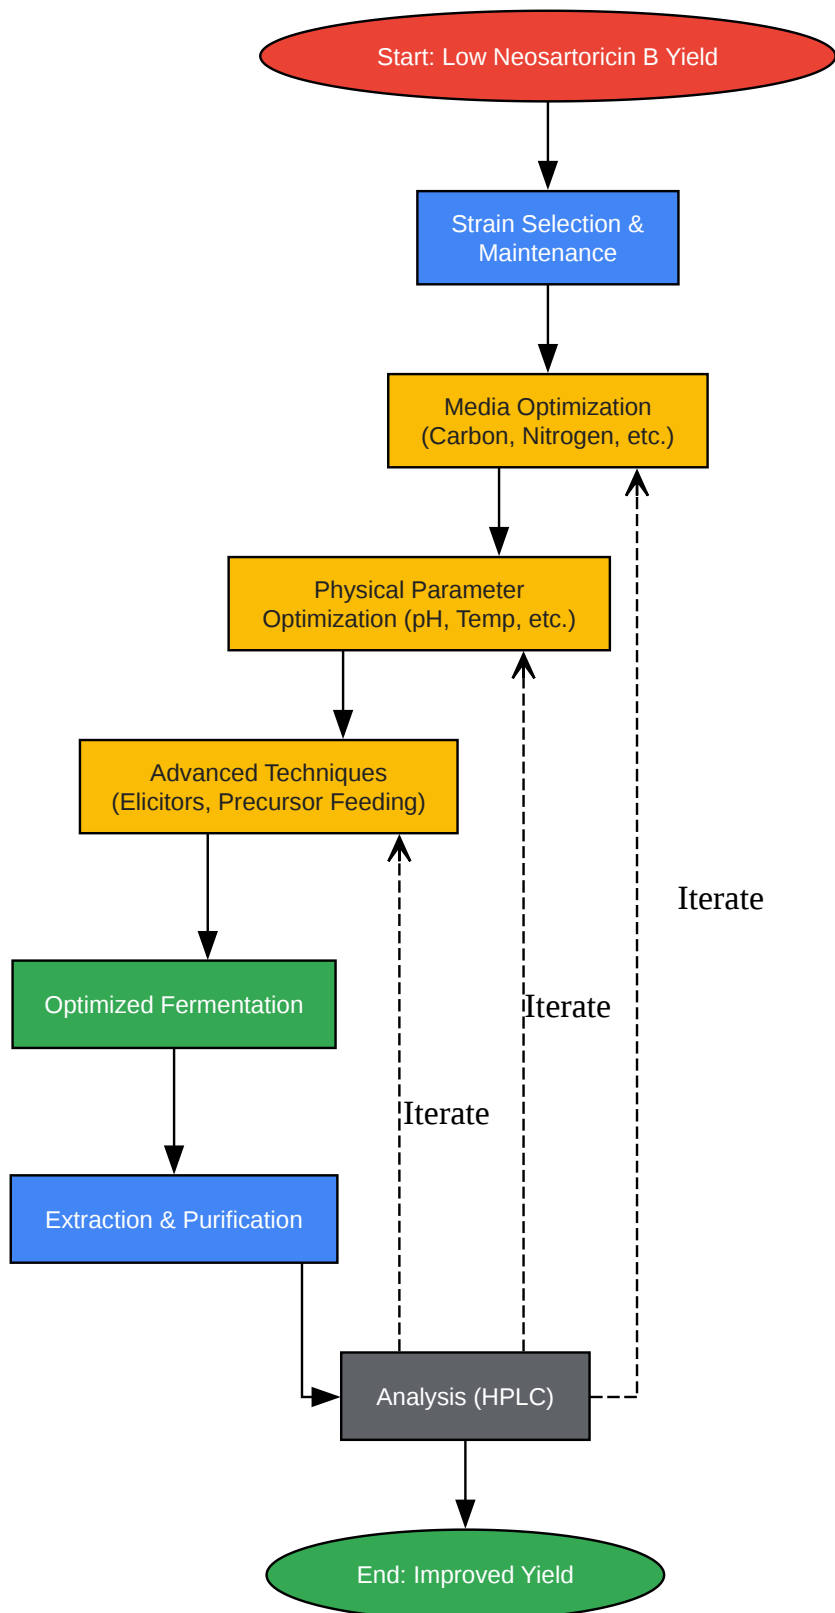 Start: Low Neosartoricin B Yield
Strain Selection &
Maintenance
Media Optimization
(Carbon, Nitrogen, etc.)
Physical Parameter
Optimization (pH, Temp, etc.)
Advanced Techniques
(Elicitors, Precursor Feeding)
Iterate
Optimized Fermentation
Iterate
Iterate
Extraction & Purification
Analysis (HPLC)
End: Improved Yield